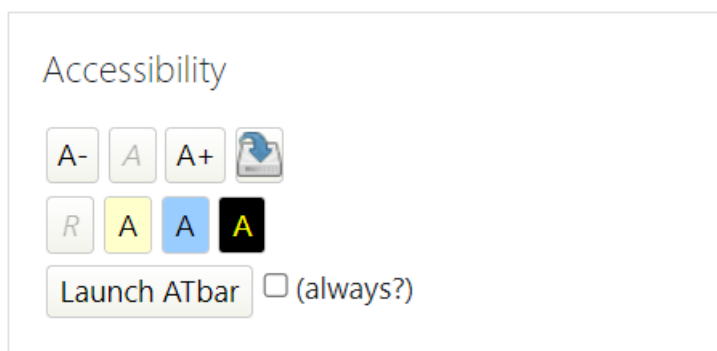 Accessibility
A- A A+
R A A A
Launch ATbar (always?)